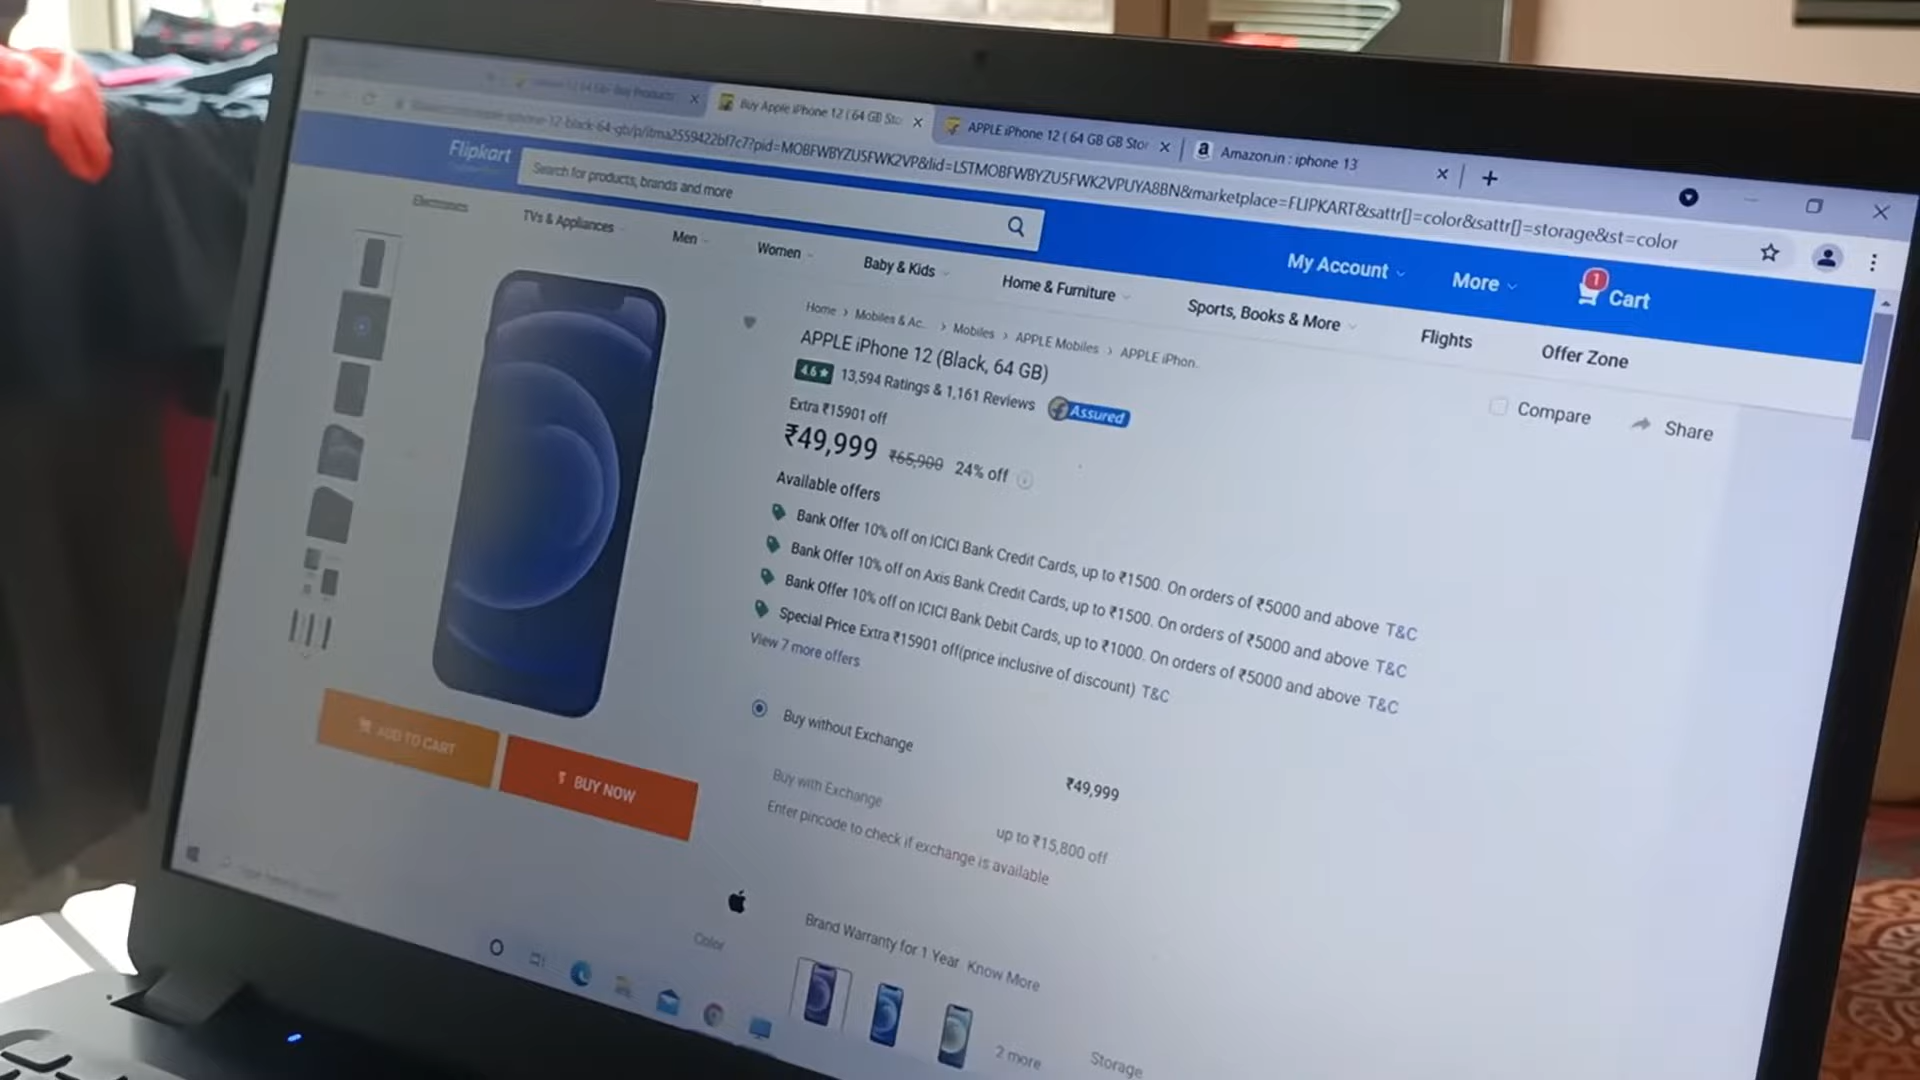 Buy Products
Buy Apple iPhone 12 ( 64 GB Sto
APPLE iPhone 12 ( 64 GB GB Stor
Amazon.in : iphone 13
-12-black-64-gb/p/itma2559422bf7c7?pid=MOBFWBYZU5FWK2VP&lid=LSTMOBFWBYZU5FWK2VPUYA8BN&marketplace=FLIPKART&sattr[]=color&sattr[]=storage&st=color
Flipkart
Search for products, brands and more
My Account
More
1
Cart
Electronics
TVs & Appliances
Men
Women
Baby & Kids
Home & Furniture
Sports, Books & More
Flights
Offer Zone
Home > Mobiles & Ac.. > Mobiles > APPLE Mobiles > APPLE iPhon..
Compare
Share
APPLE iPhone 12 (Black, 64 GB)
4.6★ 13,594 Ratings & 1,161 Reviews Assured
Extra ₹15901 off
₹49,999 ₹65,900 24% off
Available offers
Bank Offer 10% off on ICICI Bank Credit Cards, up to ₹1500. On orders of ₹5000 and above T&C
Bank Offer 10% off on Axis Bank Credit Cards, up to ₹1500. On orders of ₹5000 and above T&C
Bank Offer 10% off on ICICI Bank Debit Cards, up to ₹1000. On orders of ₹5000 and above T&C
Special Price Extra ₹15901 off(price inclusive of discount) T&C
View 7 more offers
Buy without Exchange
₹49,999
Buy with Exchange
up to ₹15,800 off
Enter pincode to check if exchange is available
ADD TO CART
BUY NOW
Brand Warranty for 1 Year Know More
Color
2 more
Storage